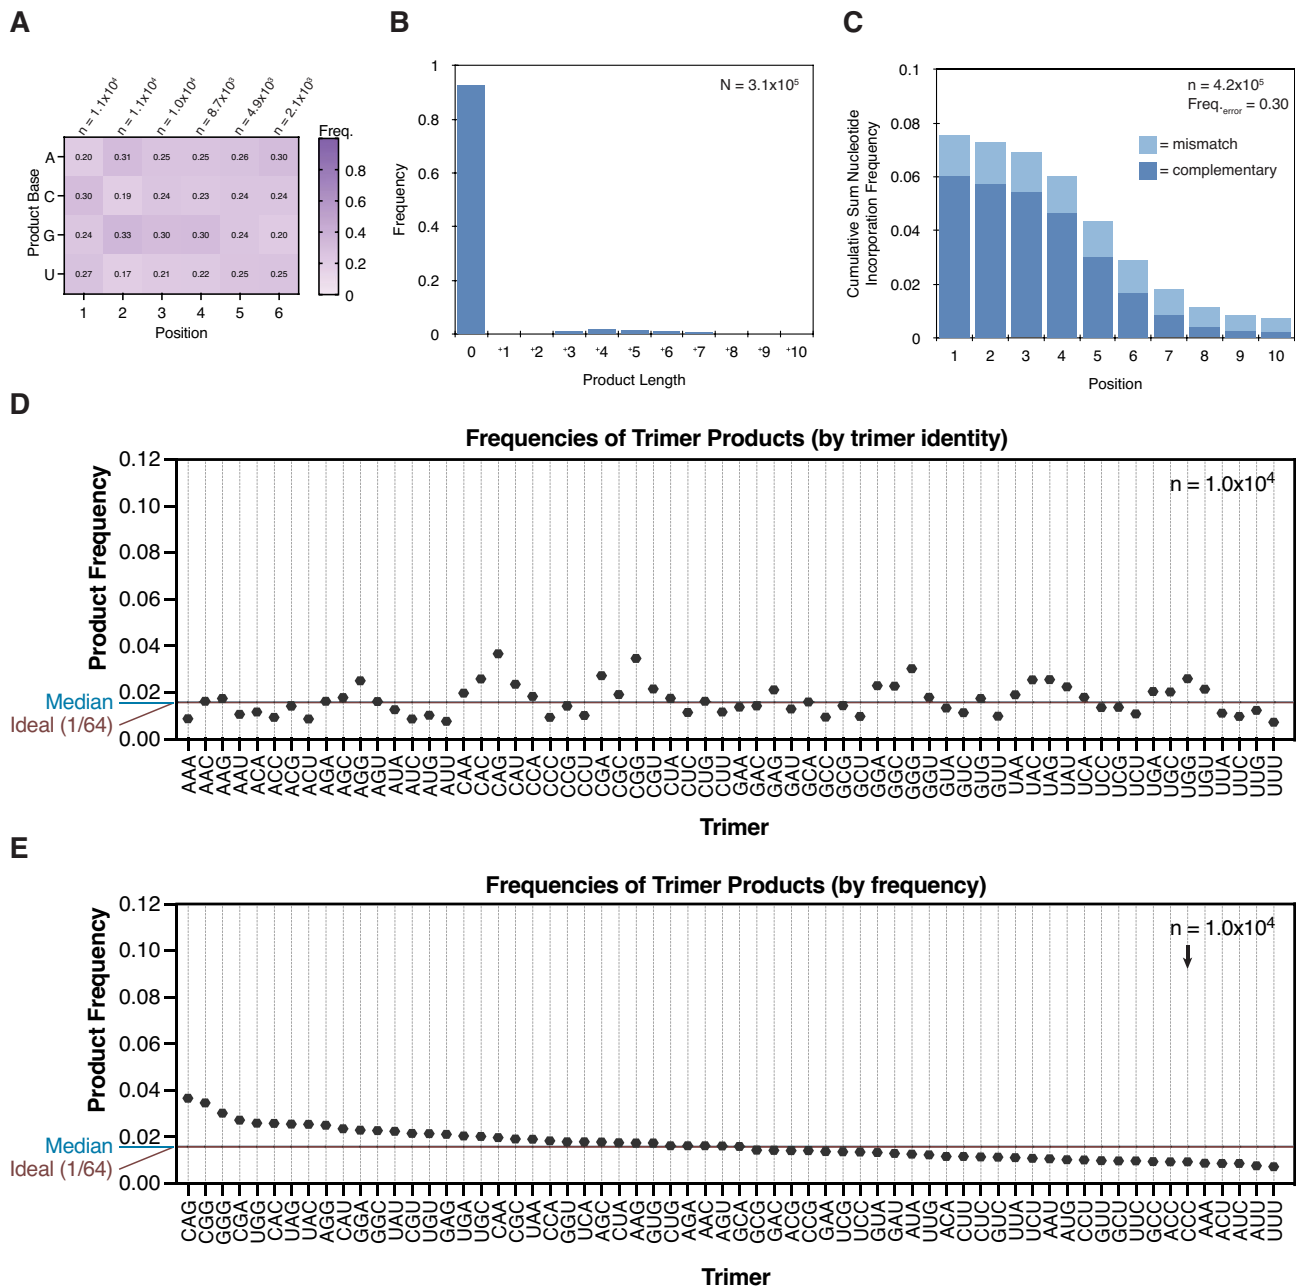 A
n = 1.1x10⁴
n = 1.1x10⁴
n = 1.0x10⁴
n = 8.7x10³
n = 4.9x10³
n = 2.1x10³
Freq.
Product Base
A 0.20 0.31 0.25 0.25 0.26 0.30
C 0.30 0.19 0.24 0.23 0.24 0.24
G 0.24 0.33 0.30 0.30 0.24 0.20
U 0.27 0.17 0.21 0.22 0.25 0.25
1 2 3 4 5 6
Position
0.8
0.6
0.4
0.2
0
B
N = 3.1x10⁵
Frequency
1
0.8
0.6
0.4
0.2
0
0 +1 +2 +3 +4 +5 +6 +7 +8 +9 +10
Product Length
C
n = 4.2x10⁵
Freq.error = 0.30
= mismatch
= complementary
Cumulative Sum Nucleotide
Incorporation Frequency
0.1
0.08
0.06
0.04
0.02
0
1 2 3 4 5 6 7 8 9 10
Position
D
Frequencies of Trimer Products (by trimer identity)
n = 1.0x10⁴
Product Frequency
0.12
0.10
0.08
0.06
0.04
0.02
0.00
Median
Ideal (1/64)
AAA AAC AAG AAU ACA ACC ACG ACU AGA AGC AGG AGU AUA AUC AUG AUU CAA CAC CAG CAU CCA CCC CCG CCU CGA CGC CGG CGU CUA CUC CUG CUU GAA GAC GAG GAU GCA GCC GCG GCU GGA GGC GGG GGU GUA GUC GUG GUU UAA UAC UAG UAU UCA UCC UCG UCU UGA UGC UGG UGU UUA UUC UUG UUU
Trimer
E
Frequencies of Trimer Products (by frequency)
n = 1.0x10⁴
Product Frequency
0.12
0.10
0.08
0.06
0.04
0.02
0.00
Median
Ideal (1/64)
CAG CGG GGG CGA UGG CAC UAG UAC AGG CAU GGA GGC UAU CGU UGU GAG UGA UGC CAA CGC UAA CCA GGU UCA AGC CUA AAG GUG CUG AGA AAC AGU GCA GCG GAC ACG CCG GAA UCG UCC GUA GAU AUA UUG ACA CUU CUC GUC UUA UCU AAU AUG CCU GUU GCU UUC GCC ACC CCC AAA ACU AUC AUU UUU
Trimer